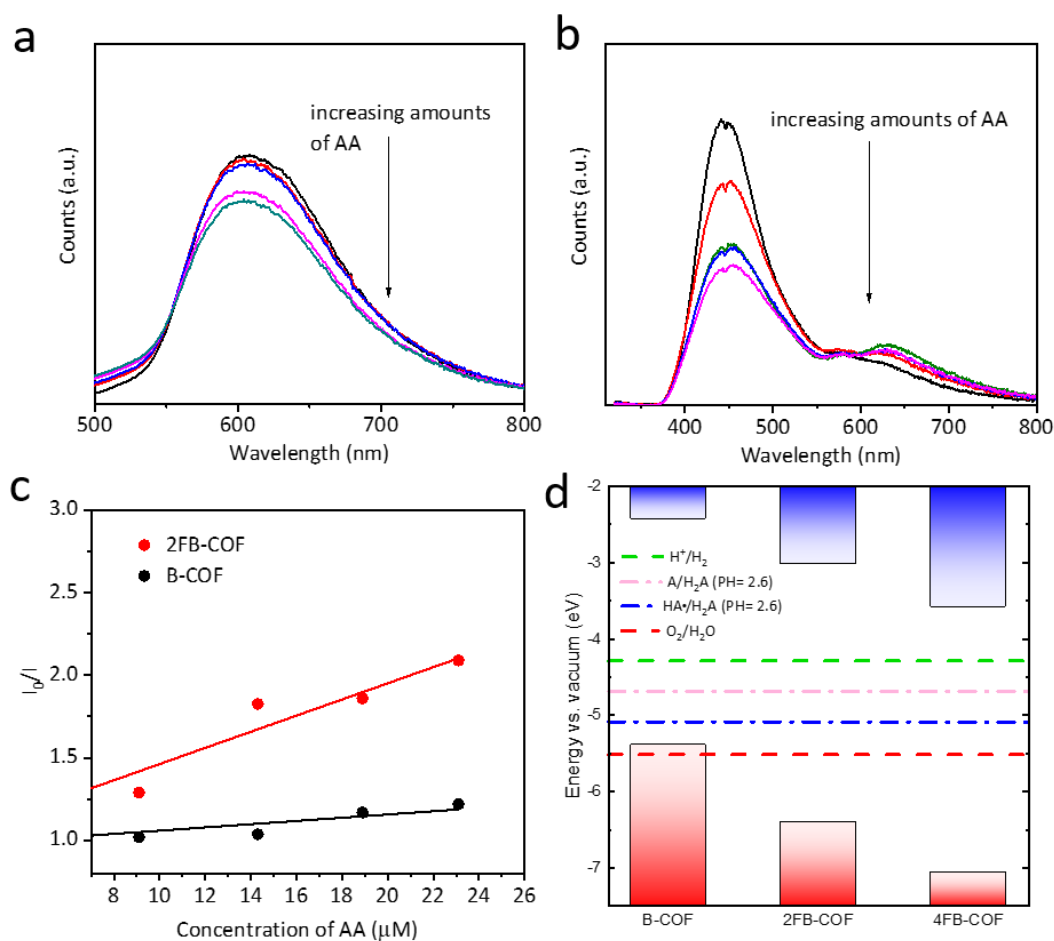 a
increasing amounts
of AA
Counts (a.u.)
500
600
700
800
Wavelength (nm)
b
increasing amounts of AA
Counts (a.u.)
400
500
600
700
800
Wavelength (nm)
c
3.0
2.5
2.0
1.5
1.0
I₀/I
2FB-COF
B-COF
8
10
12
14
16
18
20
22
24
26
Concentration of AA (μM)
d
-2
-3
-4
-5
-6
-7
Energy vs. vacuum (eV)
H⁺/H₂
A/H₂A (PH= 2.6)
HA•/H₂A (PH= 2.6)
O₂/H₂O
B-COF
2FB-COF
4FB-COF